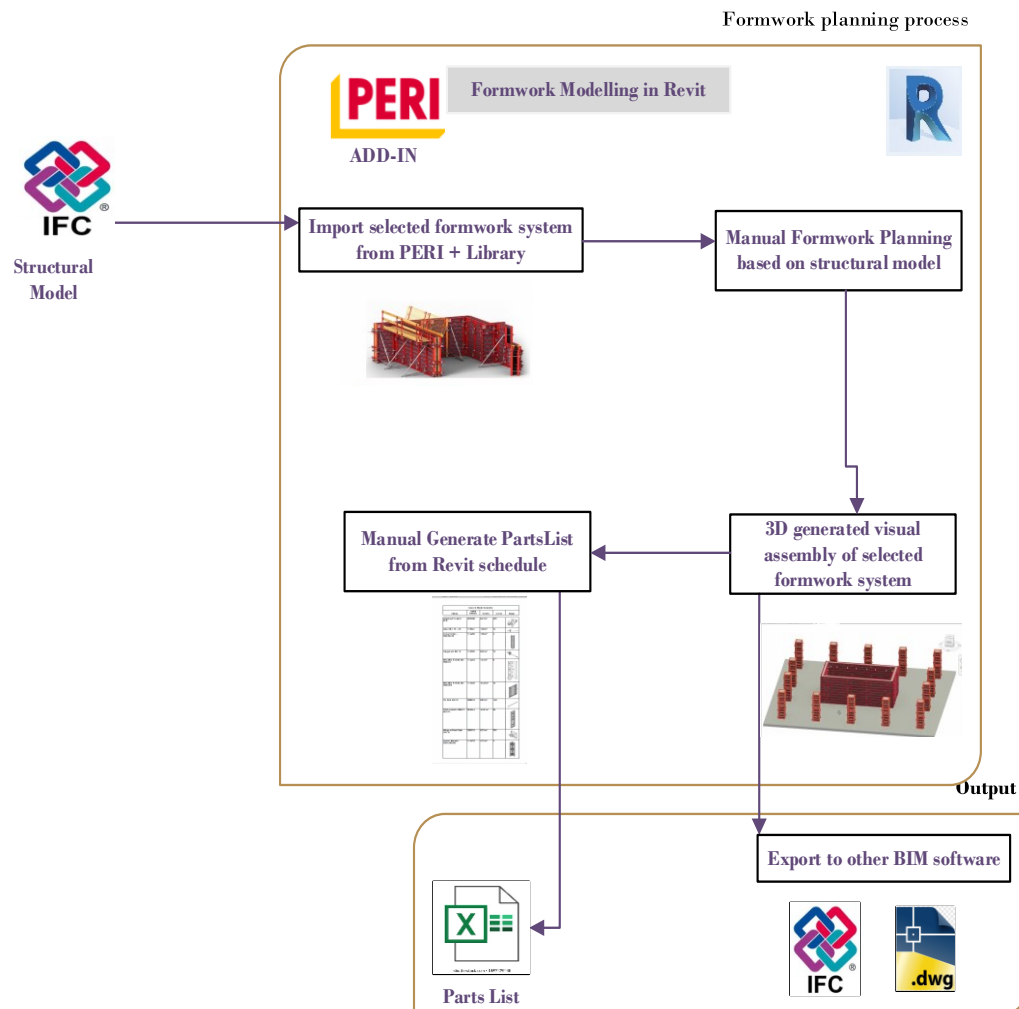 Formwork planning process
PERI
Formwork Modelling in Revit
R
ADD-IN
IFC
®
Structural
Model
Import selected formwork system
from PERI + Library
Manual Formwork Planning
based on structural model
Manual Generate PartsList
from Revit schedule
3D generated visual
assembly of selected
formwork system
Output
Export to other BIM software
X
Parts List
IFC
®
.dwg